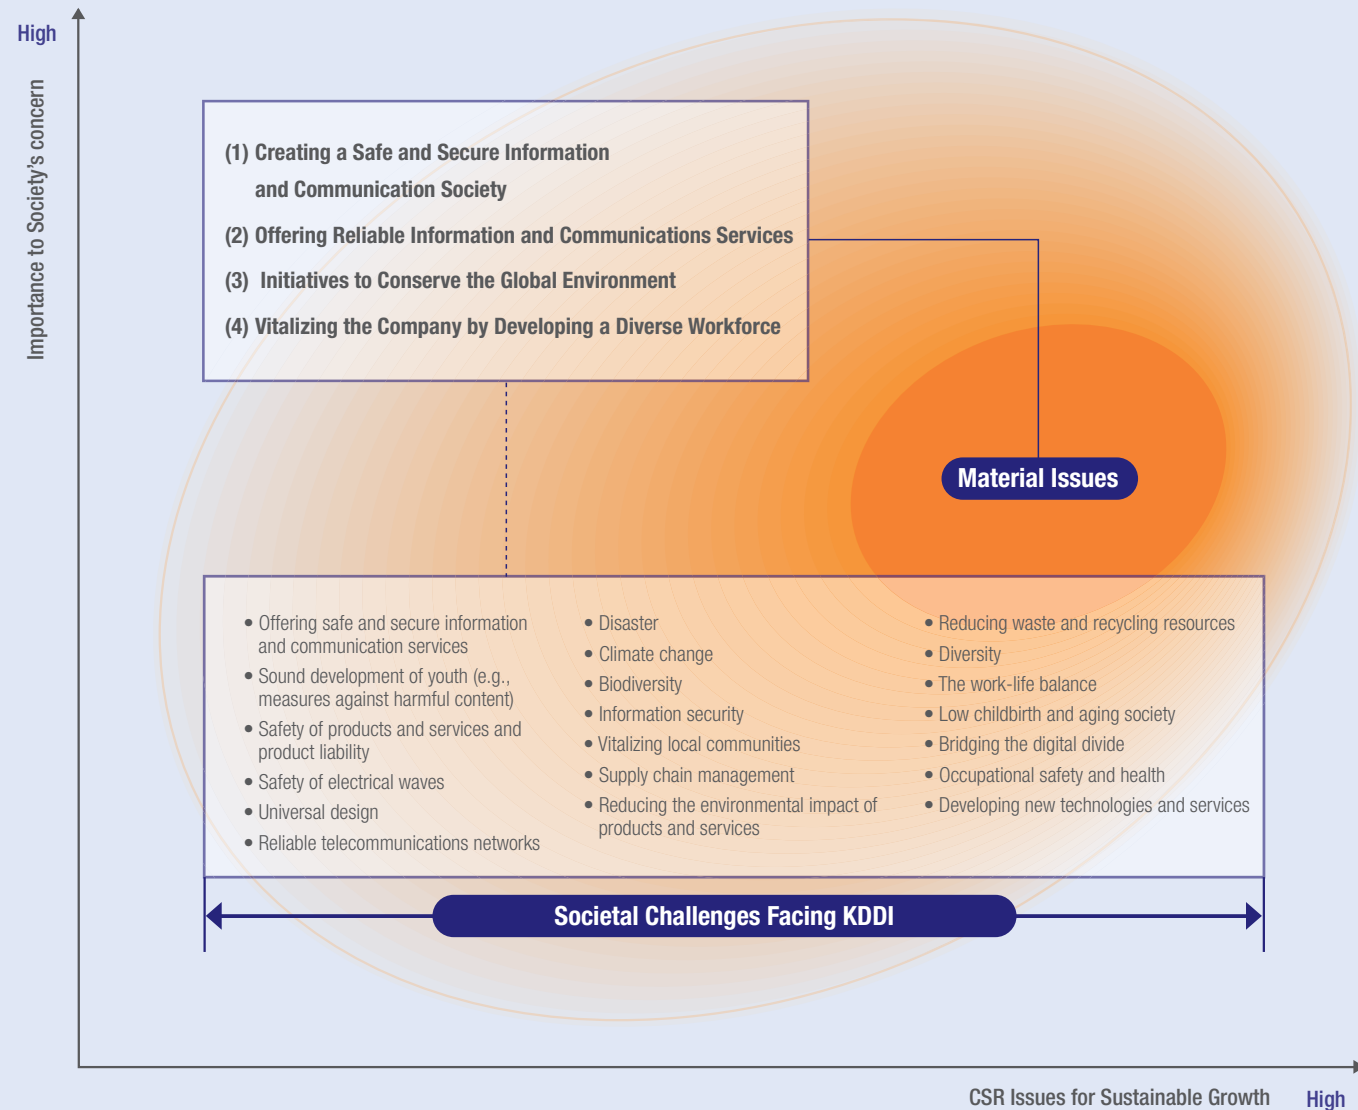 High
Importance to Society's concern
(1) Creating a Safe and Secure Information
and Communication Society
(2) Offering Reliable Information and Communications Services
(3) Initiatives to Conserve the Global Environment
(4) Vitalizing the Company by Developing a Diverse Workforce
Material Issues
• Offering safe and secure information
and communication services
• Sound development of youth (e.g.,
measures against harmful content)
• Safety of products and services and
product liability
• Safety of electrical waves
• Universal design
• Reliable telecommunications networks
• Disaster
• Climate change
• Biodiversity
• Information security
• Vitalizing local communities
• Supply chain management
• Reducing the environmental impact of
products and services
• Reducing waste and recycling resources
• Diversity
• The work-life balance
• Low childbirth and aging society
• Bridging the digital divide
• Occupational safety and health
• Developing new technologies and services
Societal Challenges Facing KDDI
CSR Issues for Sustainable Growth
High